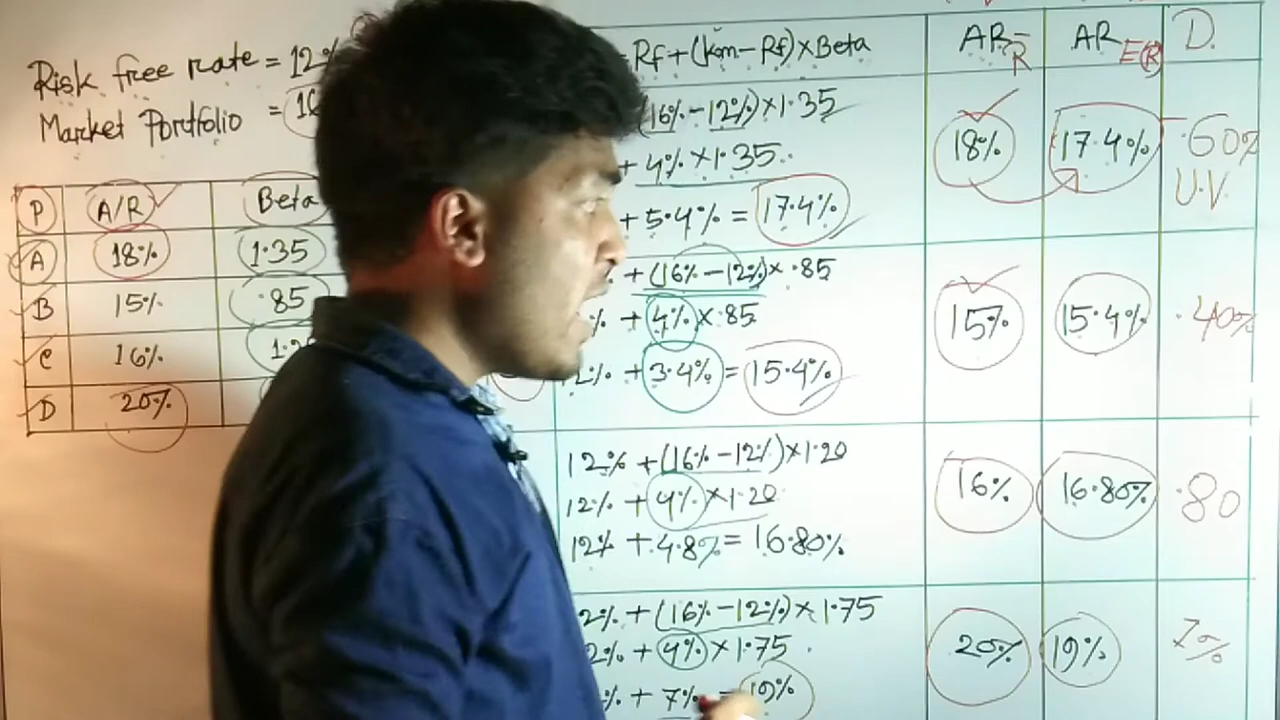 Risk free rate = 12%
Market Portfolio = 16
P A/R Beta
A 18% 1.35
B 15% .85
C 16% 1.2
D 20%
Rf+(km-Rf)×Beta AR R AR E(R) D.
(16%-12%)×1.35
+ 4%×1.35
+ 5.4% = 17.4%
18% 17.4% .60%
U.V
+(16%-12%)×.85
% + 4%×.85
2% + 3.4% = 15.4%
15% 15.4% .40%
12% +(16%-12%)×1.20
12% + 4%×1.20
12% + 4.8% = 16.80%
16% 16.80% .80
2% + (16%-12%)×1.75
2% + 4%×1.75
% + 7% = 19%
20% 19% 1%